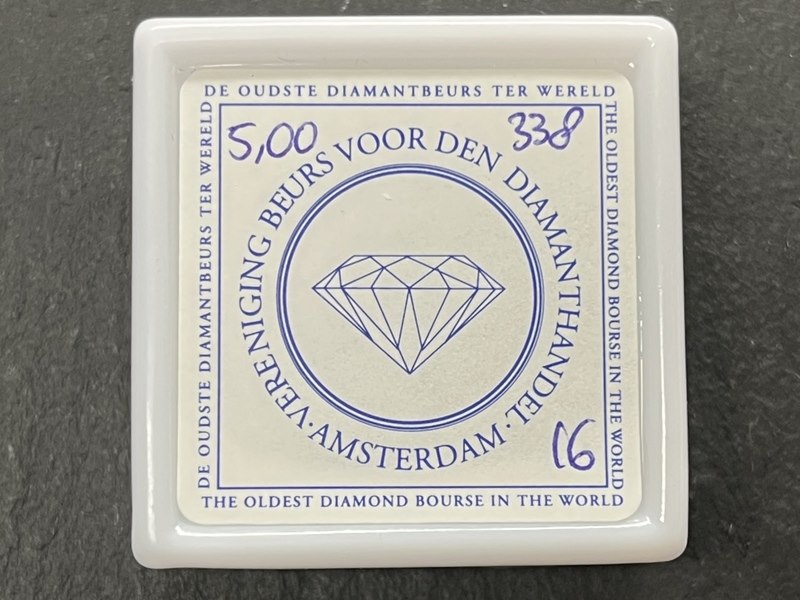 DE OUDSTE DIAMANTBEURS TER WERELD
DE OUDSTE DIAMANTBEURS TER WERELD
THE OLDEST DIAMOND BOURSE IN THE WORLD
5,00
338
VERENIGING BEURS VOOR DEN DIAMANTHANDEL
·AMSTERDAM·
16
THE OLDEST DIAMOND BOURSE IN THE WORLD